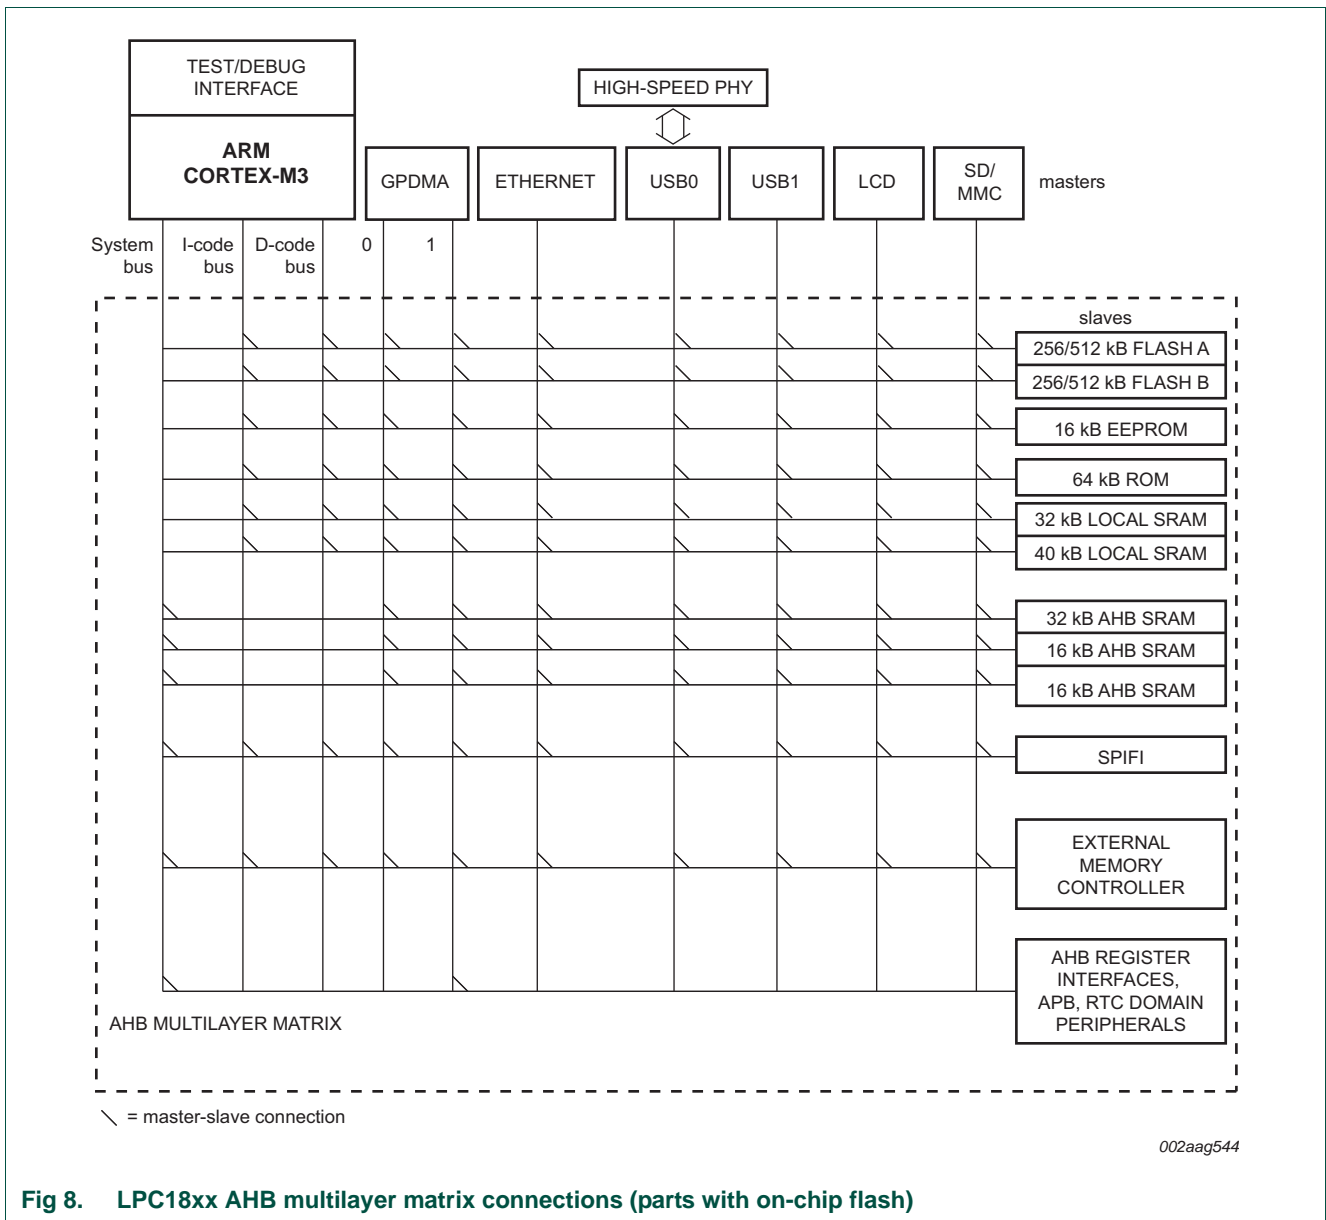 TEST/DEBUG
INTERFACE
ARM
CORTEX-M3
HIGH-SPEED PHY
GPDMA
ETHERNET
USB0
USB1
LCD
SD/
MMC
masters
System
bus
I-code
bus
D-code
bus
0
1
slaves
256/512 kB FLASH A
256/512 kB FLASH B
16 kB EEPROM
64 kB ROM
32 kB LOCAL SRAM
40 kB LOCAL SRAM
32 kB AHB SRAM
16 kB AHB SRAM
16 kB AHB SRAM
SPIFI
EXTERNAL
MEMORY
CONTROLLER
AHB REGISTER
INTERFACES,
APB, RTC DOMAIN
PERIPHERALS
AHB MULTILAYER MATRIX
= master-slave connection
002aag544
Fig 8. LPC18xx AHB multilayer matrix connections (parts with on-chip flash)